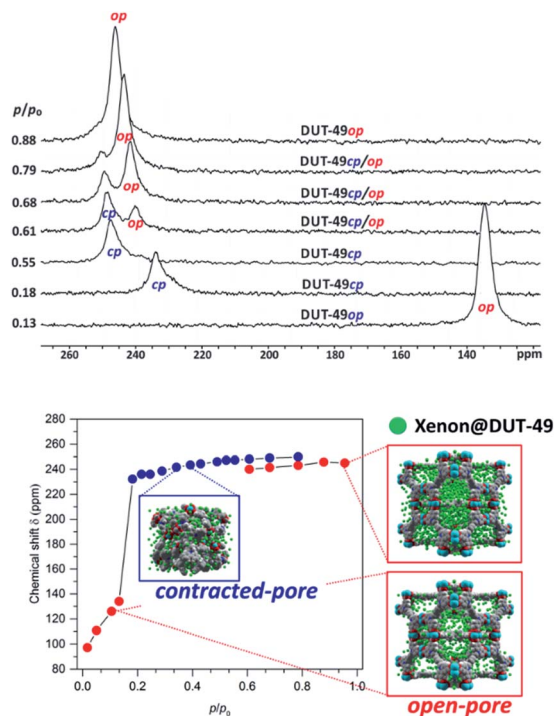 op
p/p₀
0.88
DUT-49op
op
0.79
DUT-49cp/op
0.68
op
DUT-49cp/op
0.61
cp
op
DUT-49cp/op
0.55
cp
DUT-49cp
0.18
cp
DUT-49cp
0.13
DUT-49op
op
260 240 220 200 180 160 140 ppm
280
260
240
220
200
180
160
140
120
100
80
Chemical shift δ (ppm)
0.0 0.2 0.4 0.6 0.8 1.0
p/p₀
contracted-pore
Xenon@DUT-49
open-pore